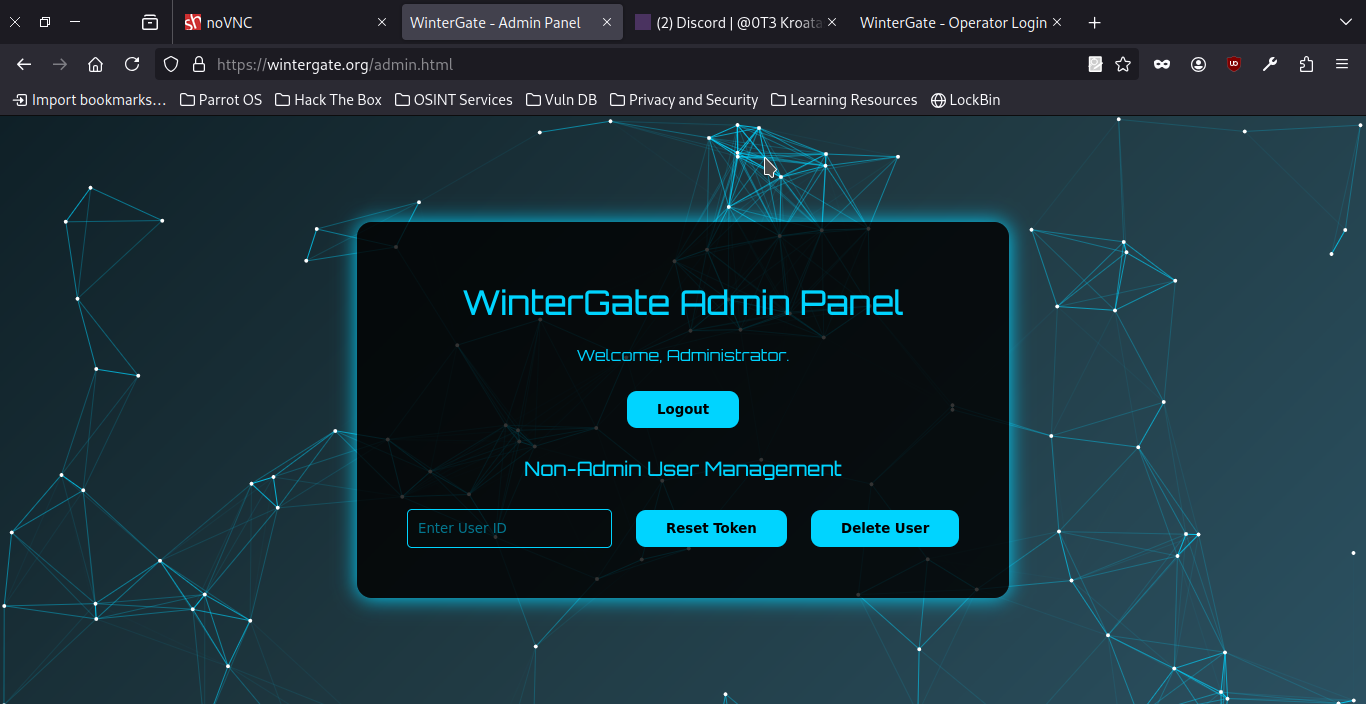 noVNC
WinterGate - Admin Panel
(2) Discord | @0T3 Kroata
WinterGate - Operator Login
https://wintergate.org/admin.html
Import bookmarks…
Parrot OS
Hack The Box
OSINT Services
Vuln DB
Privacy and Security
Learning Resources
LockBin
WinterGate Admin Panel
Welcome, Administrator.
Logout
Non-Admin User Management
Enter User ID
Reset Token
Delete User